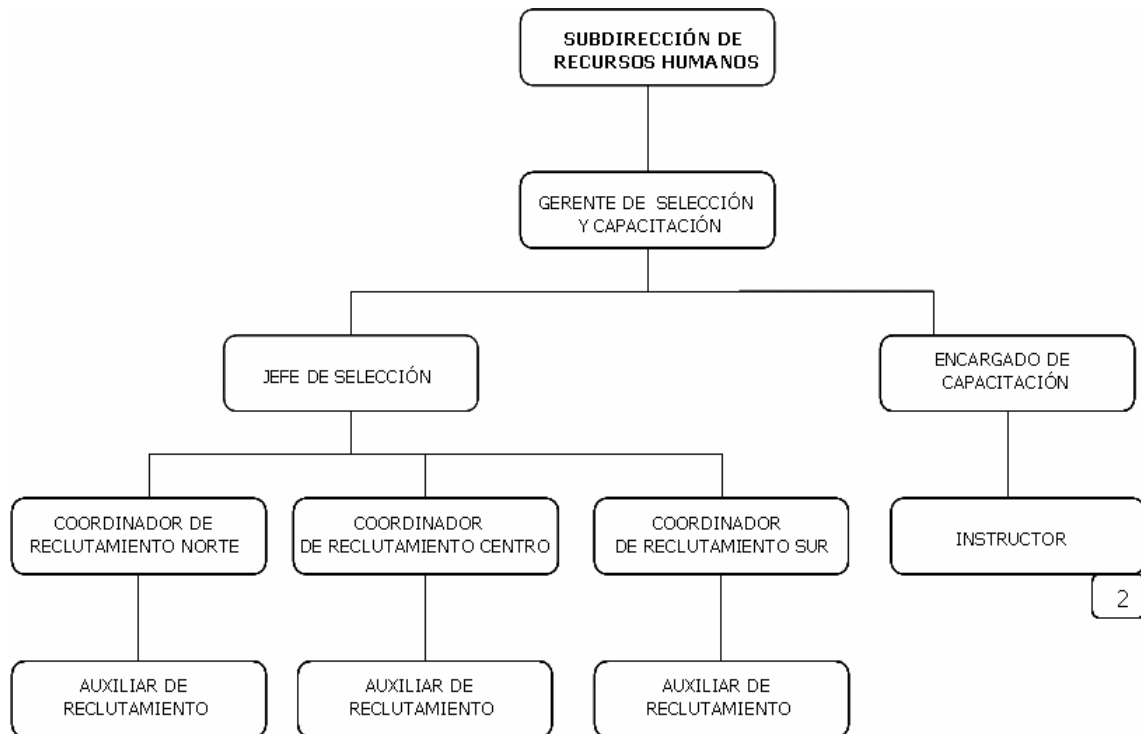 SUBDIRECCIÓN DE
RECURSOS HUMANOS
GERENTE DE SELECCIÓN
Y CAPACITACIÓN
JEFE DE SELECCIÓN
ENCARGADO DE
CAPACITACIÓN
COORDINADOR DE
RECLUTAMIENTO NORTE
COORDINADOR
DE RECLUTAMIENTO CENTRO
COORDINADOR
DE RECLUTAMIENTO SUR
INSTRUCTOR
2
AUXILIAR DE
RECLUTAMIENTO
AUXILIAR DE
RECLUTAMIENTO
AUXILIAR DE
RECLUTAMIENTO